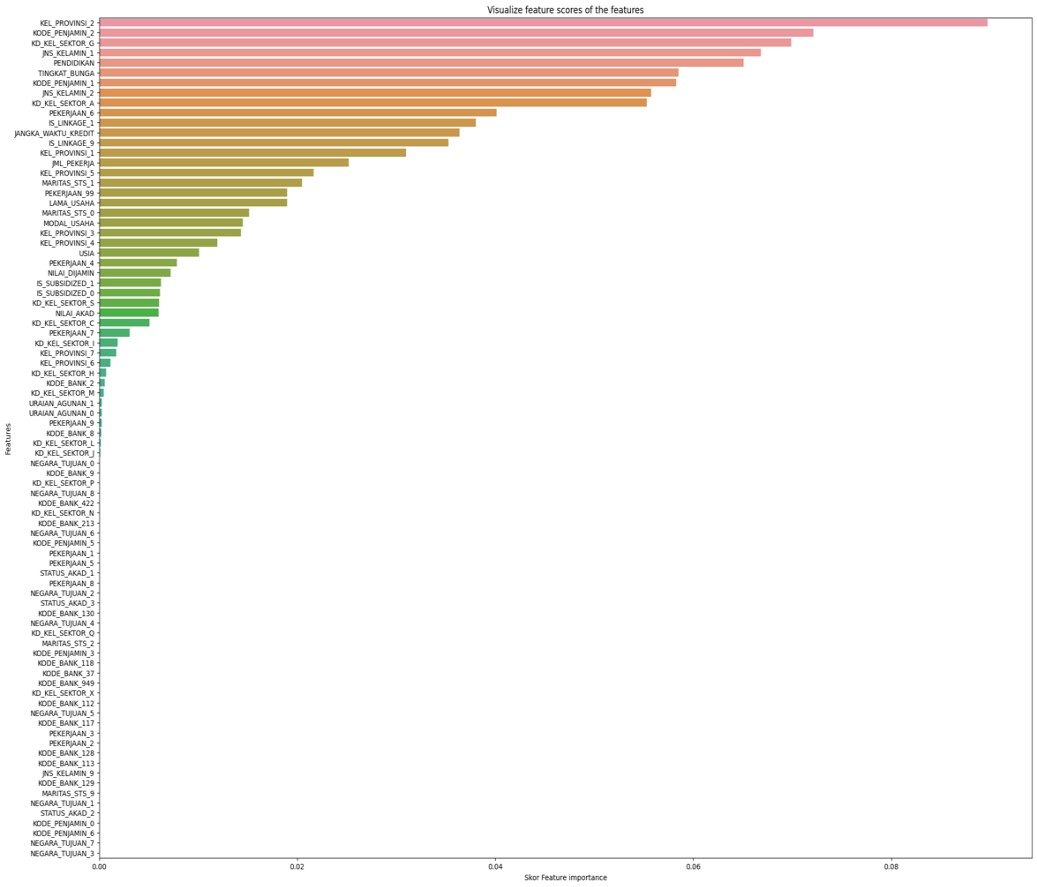 Visualize feature scores of the features
KEL_PROVINSI_2
KODE_PENJAMIN_2
KD_KEL_SEKTOR_G
JNS_KELAMIN_1
PENDIDIKAN
TINGKAT_BUNGA
KODE_PENJAMIN_1
JNS_KELAMIN_2
KD_KEL_SEKTOR_A
PEKERJAAN_6
IS_LINKAGE_1
JANGKA_WAKTU_KREDIT
IS_LINKAGE_9
KEL_PROVINSI_1
JML_PEKERJA
KEL_PROVINSI_5
MARITAS_STS_1
PEKERJAAN_99
LAMA_USAHA
MARITAS_STS_0
MODAL_USAHA
KEL_PROVINSI_3
KEL_PROVINSI_4
USIA
PEKERJAAN_4
NILAI_DIJAMIN
IS_SUBSIDIZED_1
IS_SUBSIDIZED_0
KD_KEL_SEKTOR_S
NILAI_AKAD
KD_KEL_SEKTOR_C
PEKERJAAN_7
KD_KEL_SEKTOR_I
KEL_PROVINSI_7
KEL_PROVINSI_6
KD_KEL_SEKTOR_H
KODE_BANK_2
KD_KEL_SEKTOR_M
URAIAN_AGUNAN_1
URAIAN_AGUNAN_0
PEKERJAAN_9
KODE_BANK_8
KD_KEL_SEKTOR_L
KD_KEL_SEKTOR_J
NEGARA_TUJUAN_0
KODE_BANK_9
KD_KEL_SEKTOR_P
NEGARA_TUJUAN_8
KODE_BANK_422
KD_KEL_SEKTOR_N
KODE_BANK_213
NEGARA_TUJUAN_6
KODE_PENJAMIN_5
PEKERJAAN_1
PEKERJAAN_5
STATUS_AKAD_1
PEKERJAAN_8
NEGARA_TUJUAN_2
STATUS_AKAD_3
KODE_BANK_130
NEGARA_TUJUAN_4
KD_KEL_SEKTOR_Q
MARITAS_STS_2
KODE_PENJAMIN_3
KODE_BANK_118
KODE_BANK_37
KODE_BANK_949
KD_KEL_SEKTOR_X
KODE_BANK_112
NEGARA_TUJUAN_5
KODE_BANK_117
PEKERJAAN_3
PEKERJAAN_2
KODE_BANK_128
KODE_BANK_113
JNS_KELAMIN_9
KODE_BANK_129
MARITAS_STS_9
NEGARA_TUJUAN_1
STATUS_AKAD_2
KODE_PENJAMIN_0
KODE_PENJAMIN_6
NEGARA_TUJUAN_7
NEGARA_TUJUAN_3
Features
0.00 0.02 0.04 0.06 0.08
Skor Feature importance